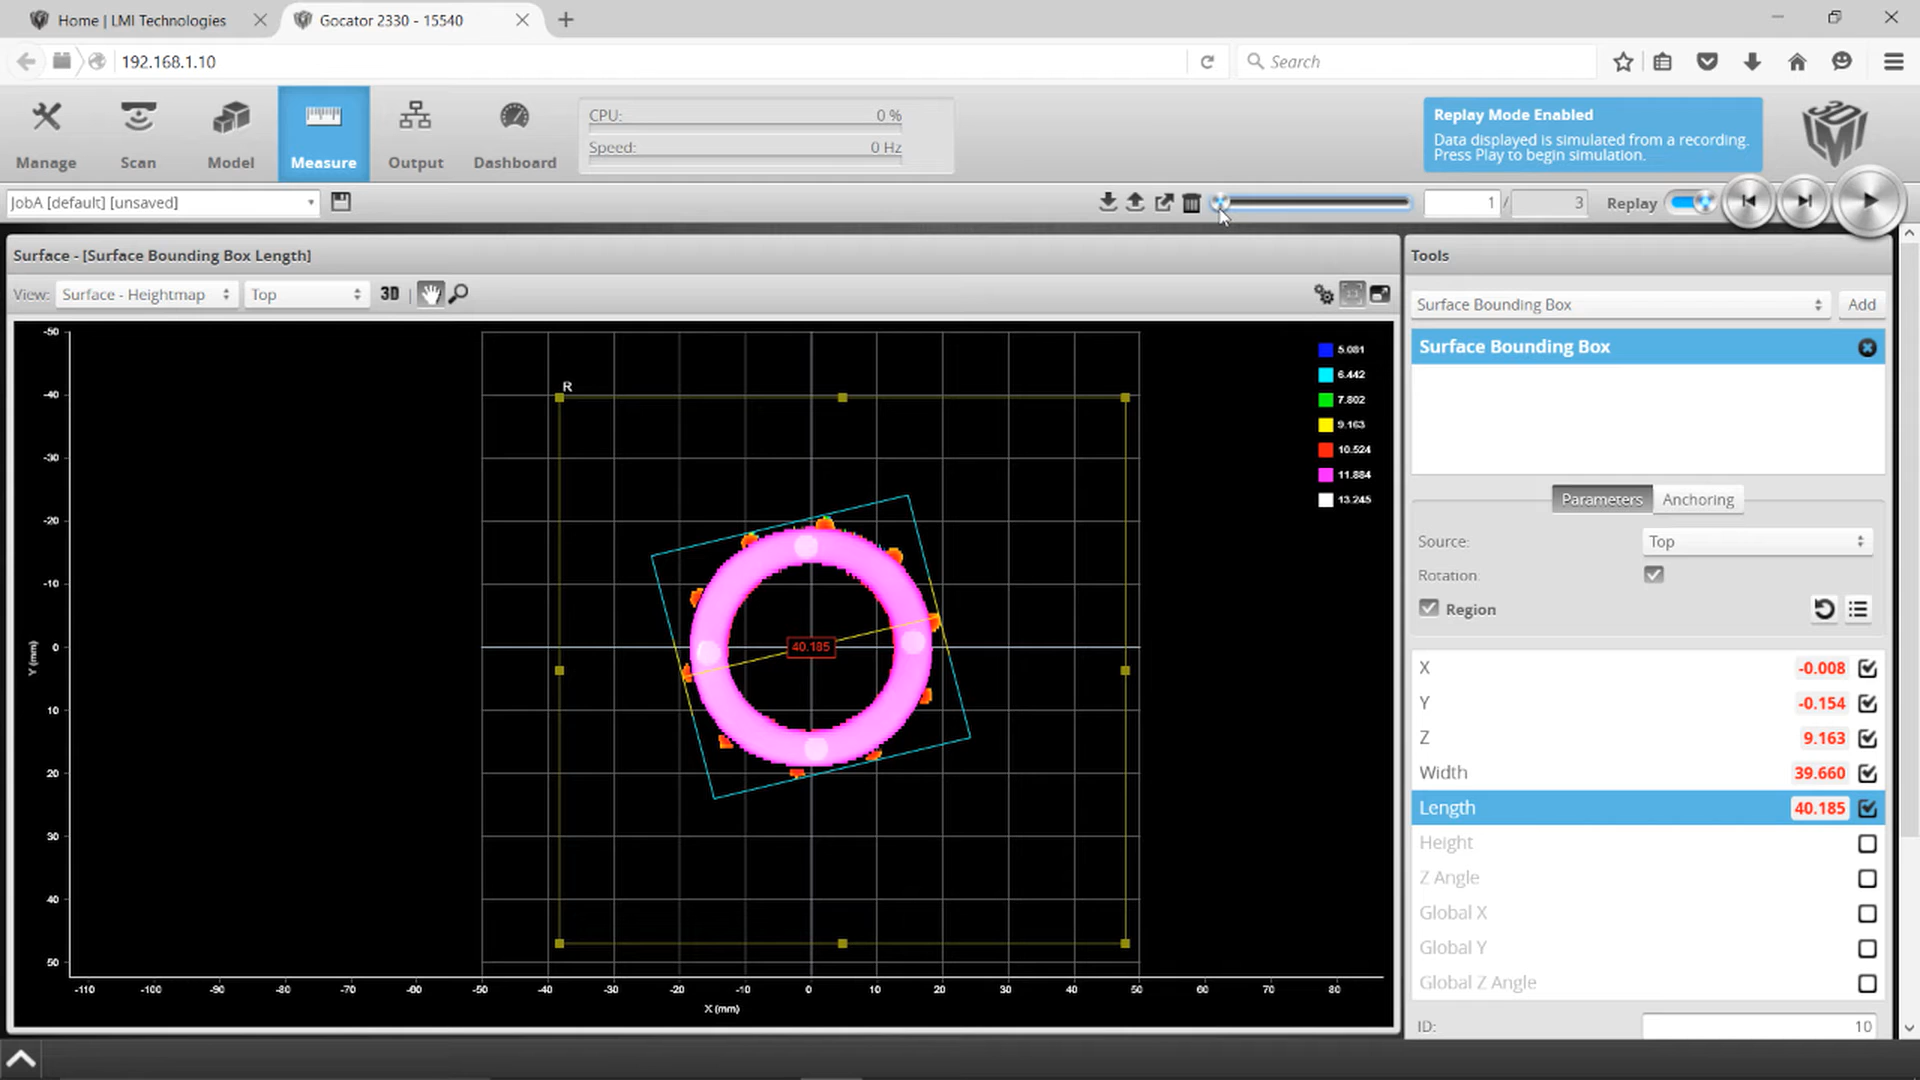 Home | LMI Technologies
Gocator 2330 - 15540
192.168.1.10
Search
Manage
Scan
Model
Measure
Output
Dashboard
CPU: 0 %
Speed: 0 Hz
Replay Mode Enabled
Data displayed is simulated from a recording.
Press Play to begin simulation.
LMI
JobA [default] [unsaved]
1 / 3
Replay
Surface - [Surface Bounding Box Length]
View: Surface - Heightmap Top 3D
Tools
Surface Bounding Box
Add
Surface Bounding Box
Parameters
Anchoring
Source: Top
Rotation:
Region
X -0.008
Y -0.154
Z 9.163
Width 39.660
Length 40.185
Height
Z Angle
Global X
Global Y
Global Z Angle
ID: 10
5.081
6.442
7.802
9.163
10.524
11.884
13.245
R
40.185
-50
-40
-30
-20
-10
0
10
20
30
40
50
Y (mm)
-110 -100 -90 -80 -70 -60 -50 -40 -30 -20 -10 0 10 20 30 40 50 60 70 80
X (mm)